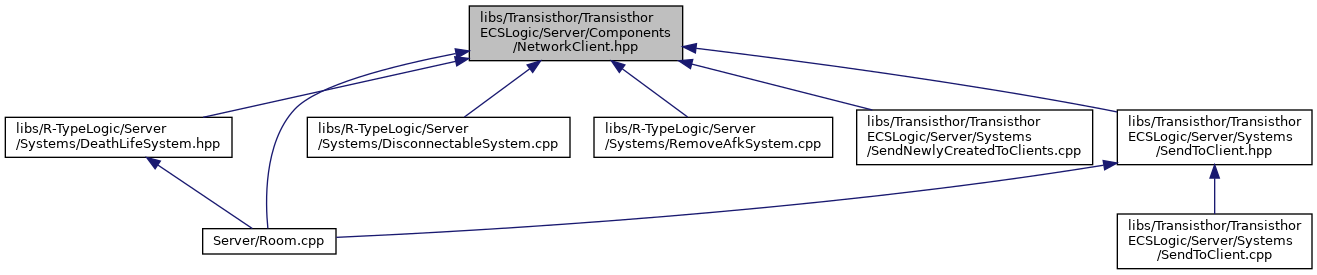 libs/Transisthor/Transisthor
ECSLogic/Server/Components
/NetworkClient.hpp
libs/R-TypeLogic/Server
/Systems/DeathLifeSystem.hpp
libs/R-TypeLogic/Server
/Systems/DisconnectableSystem.cpp
libs/R-TypeLogic/Server
/Systems/RemoveAfkSystem.cpp
libs/Transisthor/Transisthor
ECSLogic/Server/Systems
/SendNewlyCreatedToClients.cpp
libs/Transisthor/Transisthor
ECSLogic/Server/Systems
/SendToClient.hpp
Server/Room.cpp
libs/Transisthor/Transisthor
ECSLogic/Server/Systems
/SendToClient.cpp